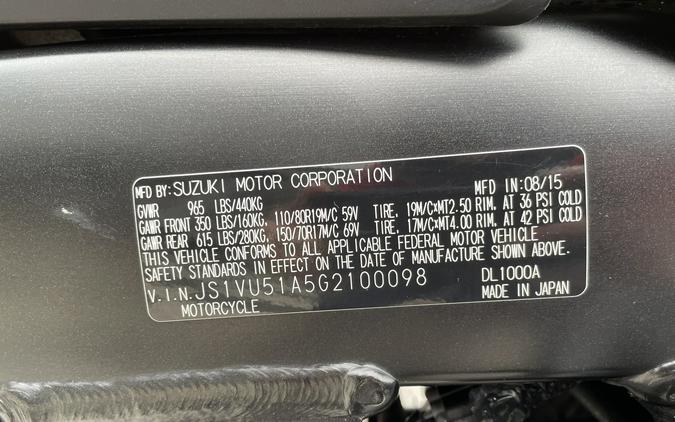 MFD BY: SUZUKI MOTOR CORPORATION MFD IN: 08/15
GVWR 965 LBS/440KG
GAWR FRONT 350 LBS/160KG, 110/80R19M/C 59V TIRE, 19M/C×MT2.50 RIM, AT 36 PSI COLD
GAWR REAR 615 LBS/280KG, 150/70R17M/C 69V TIRE, 17M/C×MT4.00 RIM, AT 42 PSI COLD
THIS VEHICLE CONFORMS TO ALL APPLICABLE FEDERAL MOTOR VEHICLE
SAFETY STANDARDS IN EFFECT ON THE DATE OF MANUFACTURE SHOWN ABOVE.
V.I.N. JS1VU51A5G2100098 DL1000A
MOTORCYCLE MADE IN JAPAN